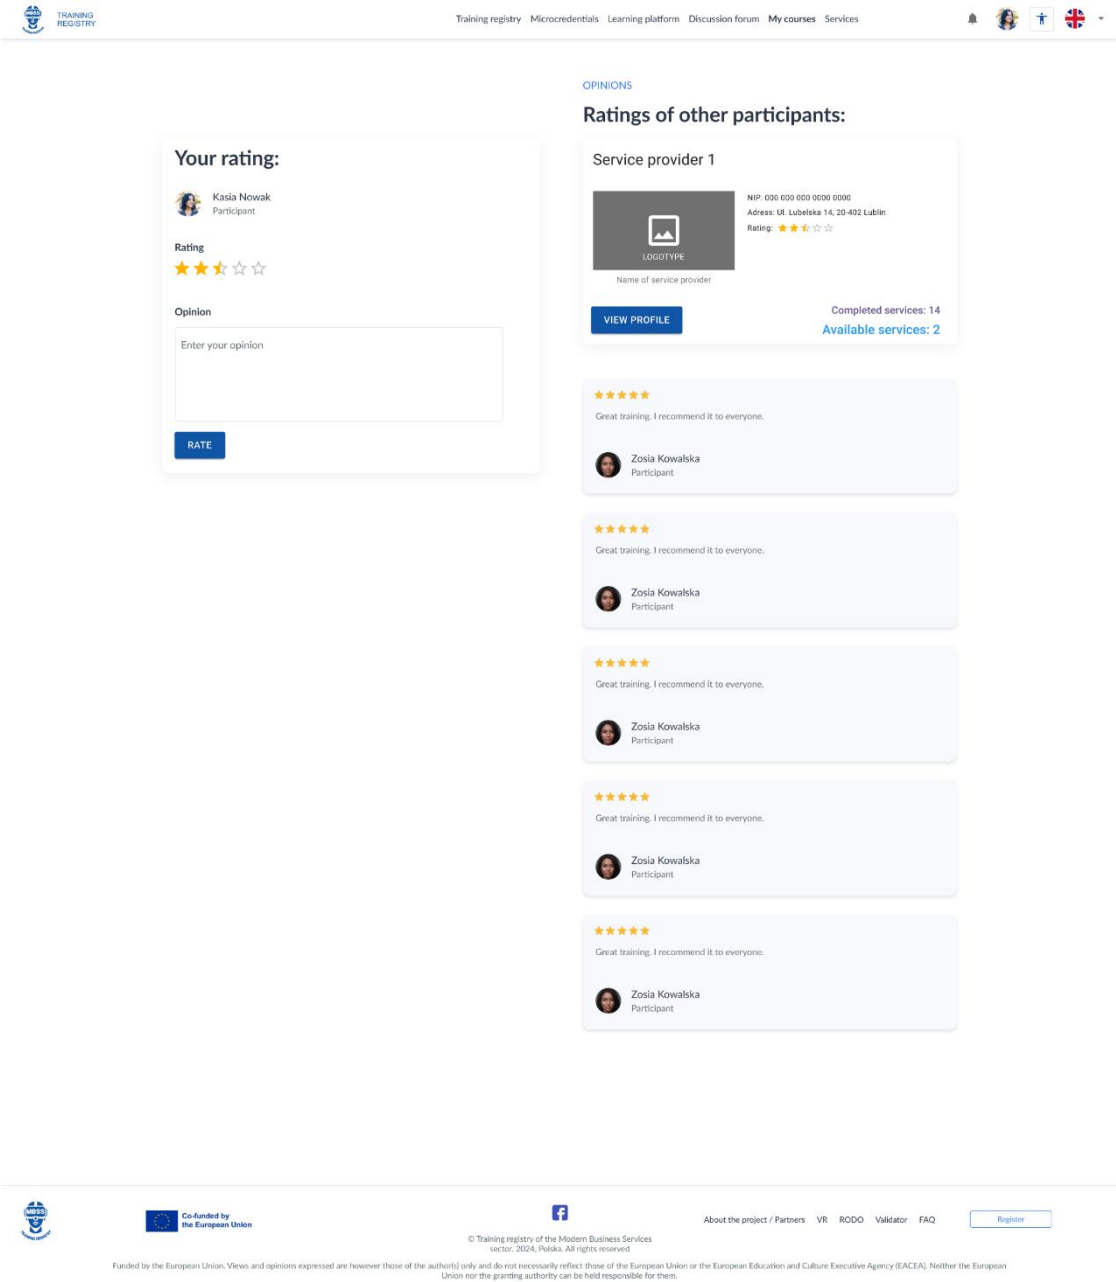 MBSS
TRAINING
REGISTRY
Training registry Microcredentials Learning platform Discussion forum My courses Services
OPINIONS
Ratings of other participants:
Your rating:
Kasia Nowak
Participant
Rating
Opinion
Enter your opinion
RATE
Service provider 1
LOGOTYPE
Name of service provider
NIP: 000 000 000 0000 0000
Adress: Ul. Lubelska 14, 20-402 Lublin
Rating:
VIEW PROFILE
Completed services: 14
Available services: 2
Great training. I recommend it to everyone.
Zosia Kowalska
Participant
Great training. I recommend it to everyone.
Zosia Kowalska
Participant
Great training. I recommend it to everyone.
Zosia Kowalska
Participant
Great training. I recommend it to everyone.
Zosia Kowalska
Participant
Great training. I recommend it to everyone.
Zosia Kowalska
Participant
MBSS
TRAINING REGISTRY
Co-funded by
the European Union
© Training registry of the Modern Business Services
sector, 2024, Polska. All rights reserved
About the project / Partners VR RODO Validator FAQ
Register
Funded by the European Union. Views and opinions expressed are however those of the author(s) only and do not necessarily reflect those of the European Union or the European Education and Culture Executive Agency (EACEA). Neither the European
Union nor the granting authority can be held responsible for them.